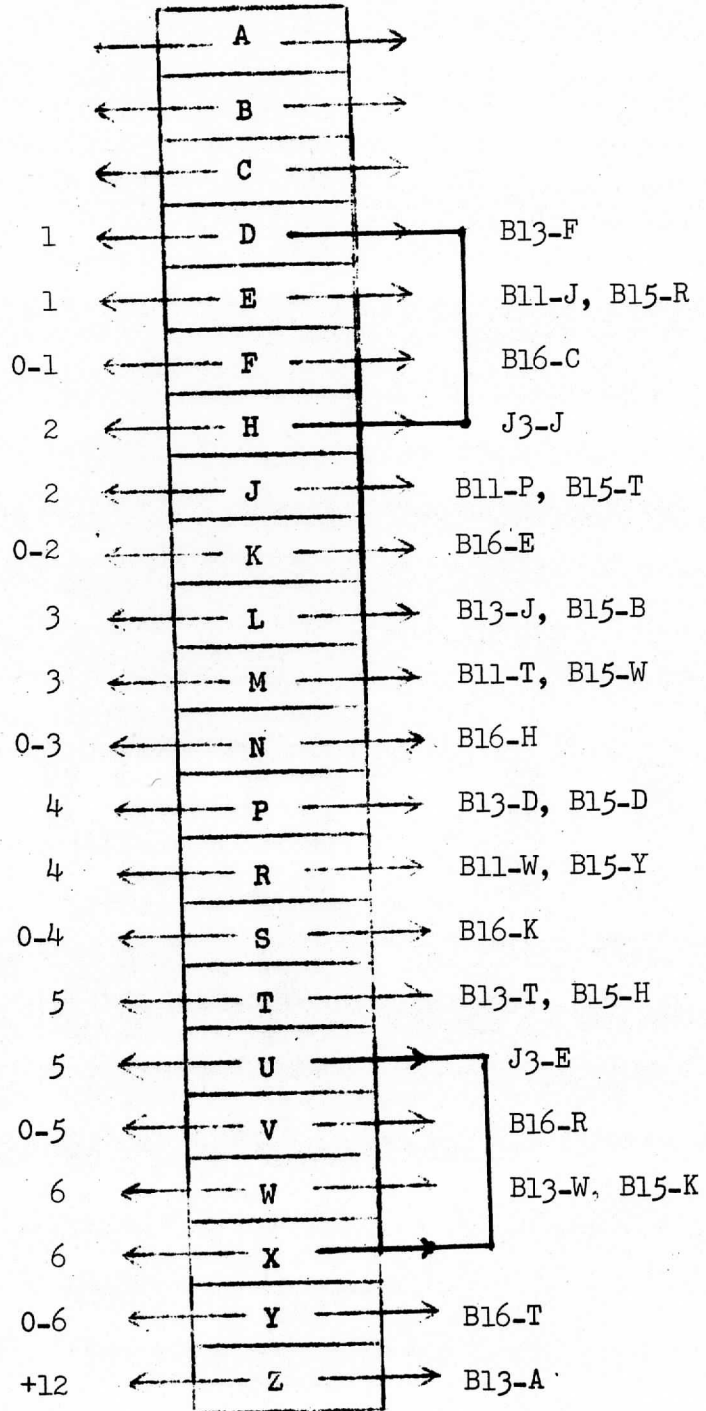 A
B
C
1 D B13-F
1 E B11-J, B15-R
0-1 F B16-C
2 H J3-J
2 J B11-P, B15-T
0-2 K B16-E
3 L B13-J, B15-B
3 M B11-T, B15-W
0-3 N B16-H
4 P B13-D, B15-D
4 R B11-W, B15-Y
0-4 S B16-K
5 T B13-T, B15-H
5 U J3-E
0-5 V B16-R
6 W B13-W, B15-K
6 X
0-6 Y B16-T
+12 Z B13-A